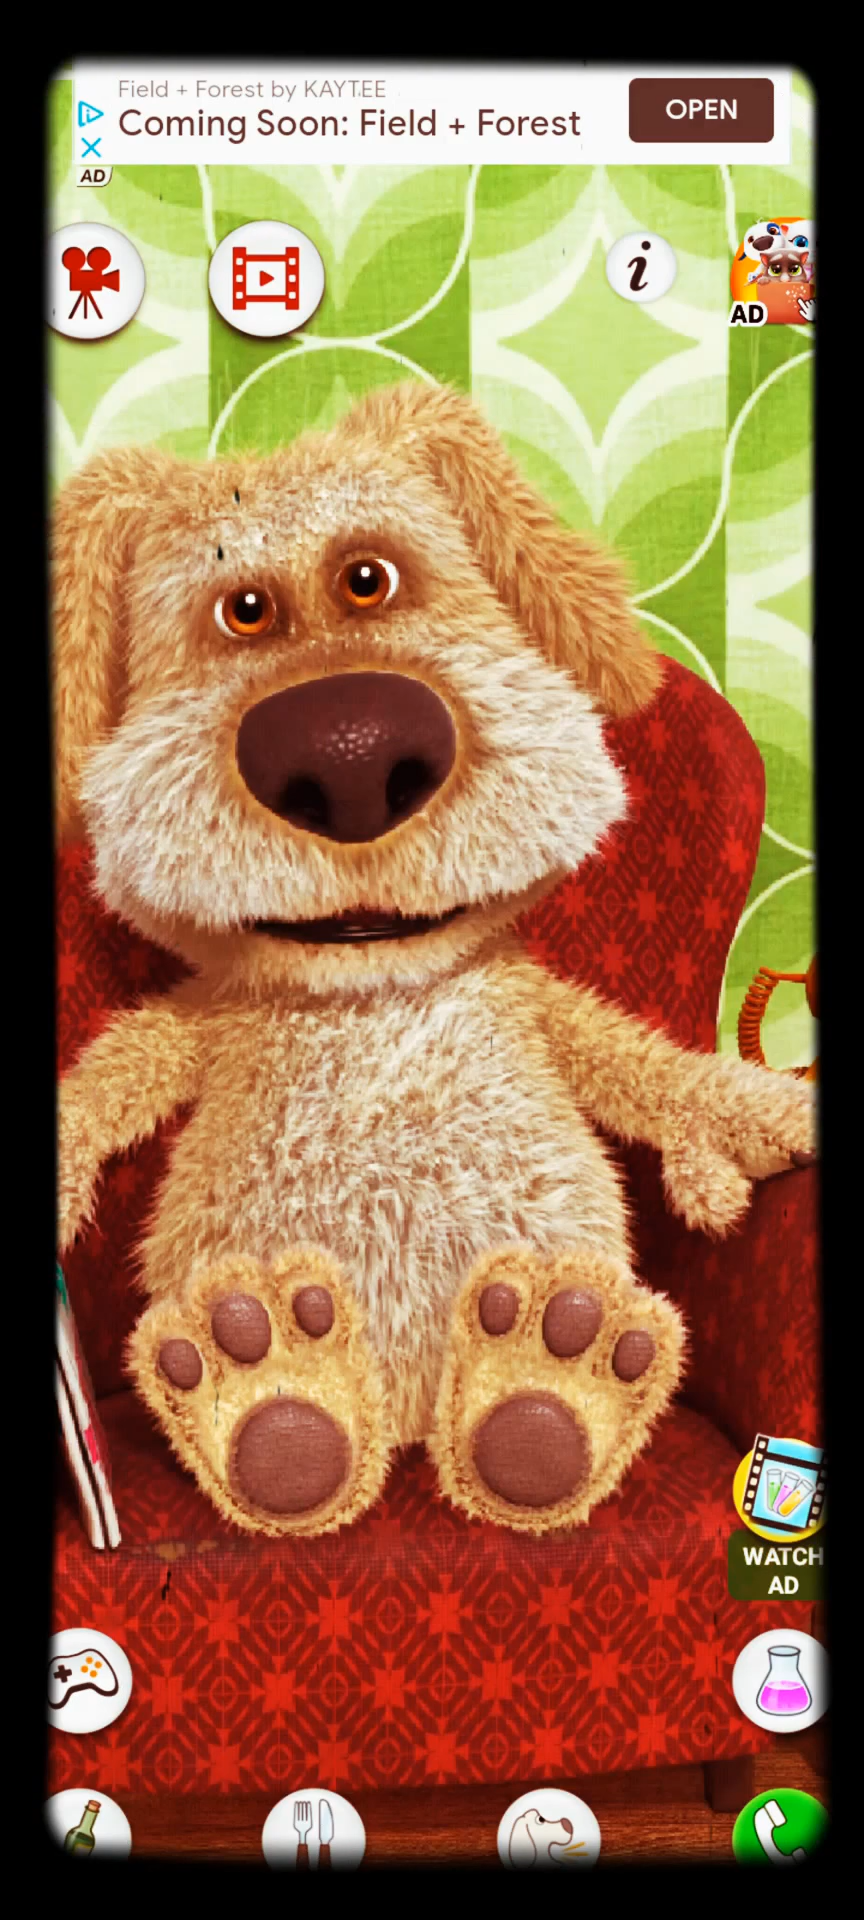 Field + Forest by KAYTEE
Coming Soon: Field + Forest
OPEN
AD
i
AD
WATCH
AD